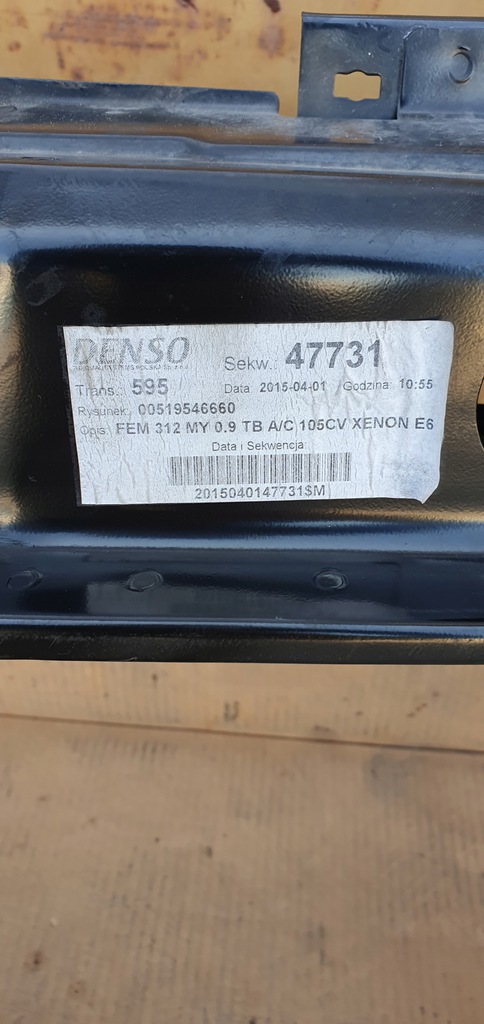 DENSO
Sekw.: 47731
Trans.: 595
Data: 2015-04-01
Godzina: 10:55
Rysunek: 00519546660
Opis: FEM 312 MY 0.9 TB A/C 105CV XENON E6
Data i Sekwencja:
2015040147731$M